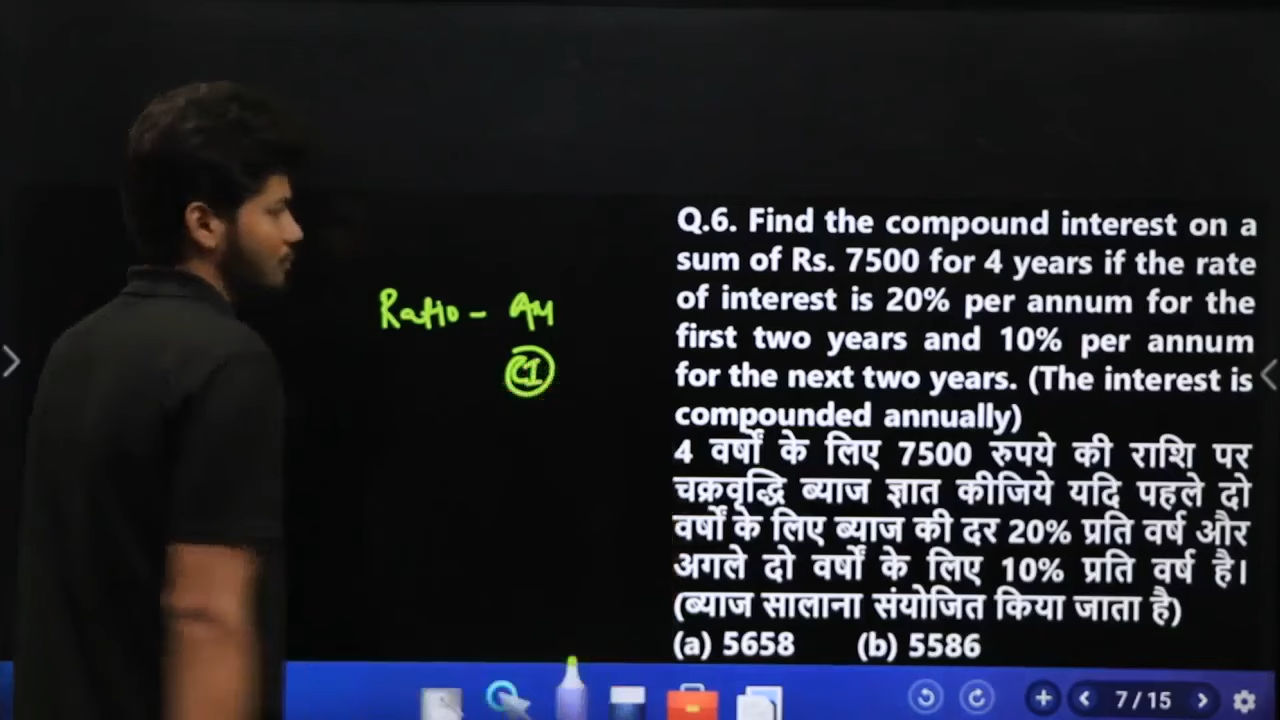 Ratio - AM
CI
Q.6. Find the compound interest on a
sum of Rs. 7500 for 4 years if the rate
of interest is 20% per annum for the
first two years and 10% per annum
for the next two years. (The interest is
compounded annually)
4 वर्षों के लिए 7500 रुपये की राशि पर
चक्रवृद्धि ब्याज ज्ञात कीजिये यदि पहले दो
वर्षों के लिए ब्याज की दर 20% प्रति वर्ष और
अगले दो वर्षों के लिए 10% प्रति वर्ष है।
(ब्याज सालाना संयोजित किया जाता है)
(a) 5658 (b) 5586
7 / 15